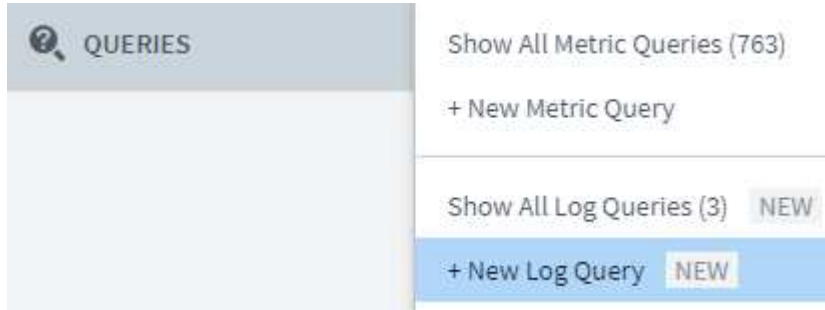 QUERIES
Show All Metric Queries (763)
+ New Metric Query
Show All Log Queries (3) NEW
+ New Log Query NEW